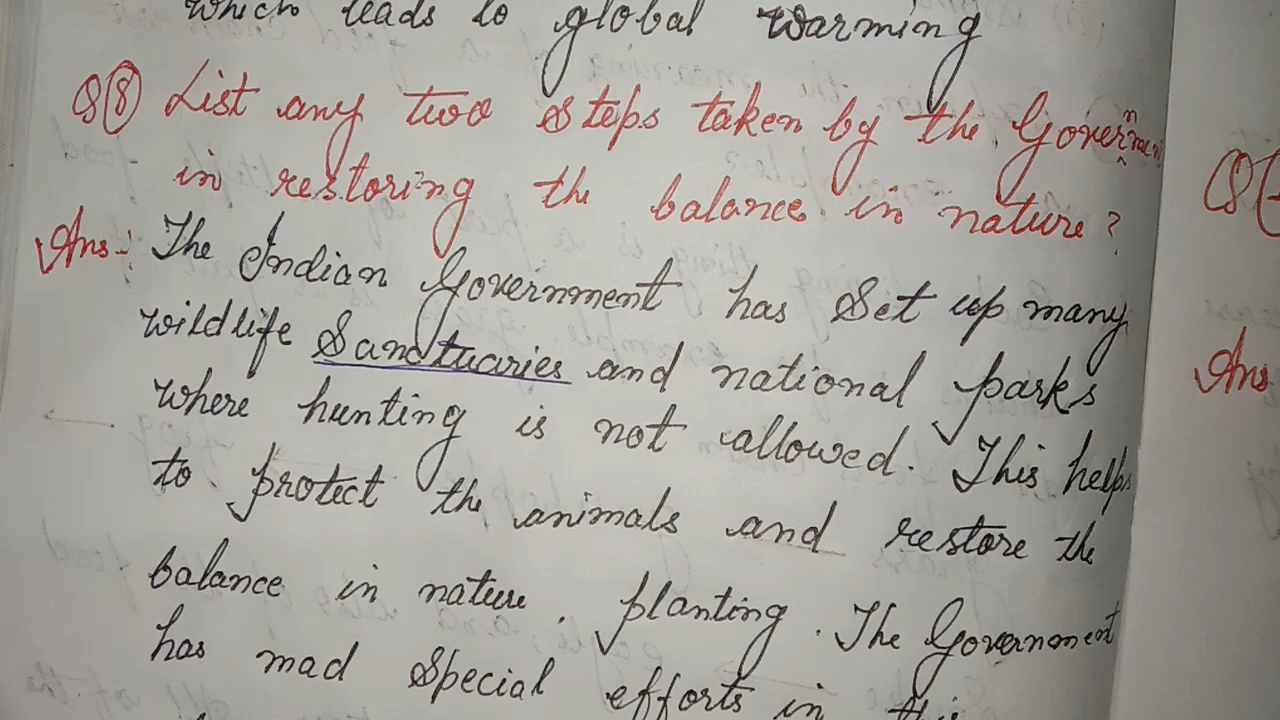 which leads to global warming
Q8 List any two steps taken by the Government
in restoring the balance in nature?
Ans:- The Indian Government has Set up many
wildlife Sanctuaries and national parks
where hunting is not allowed. This helps
to protect the animals and restore the
balance in nature. planting. The Government
has mad special efforts in this
Q
Ans